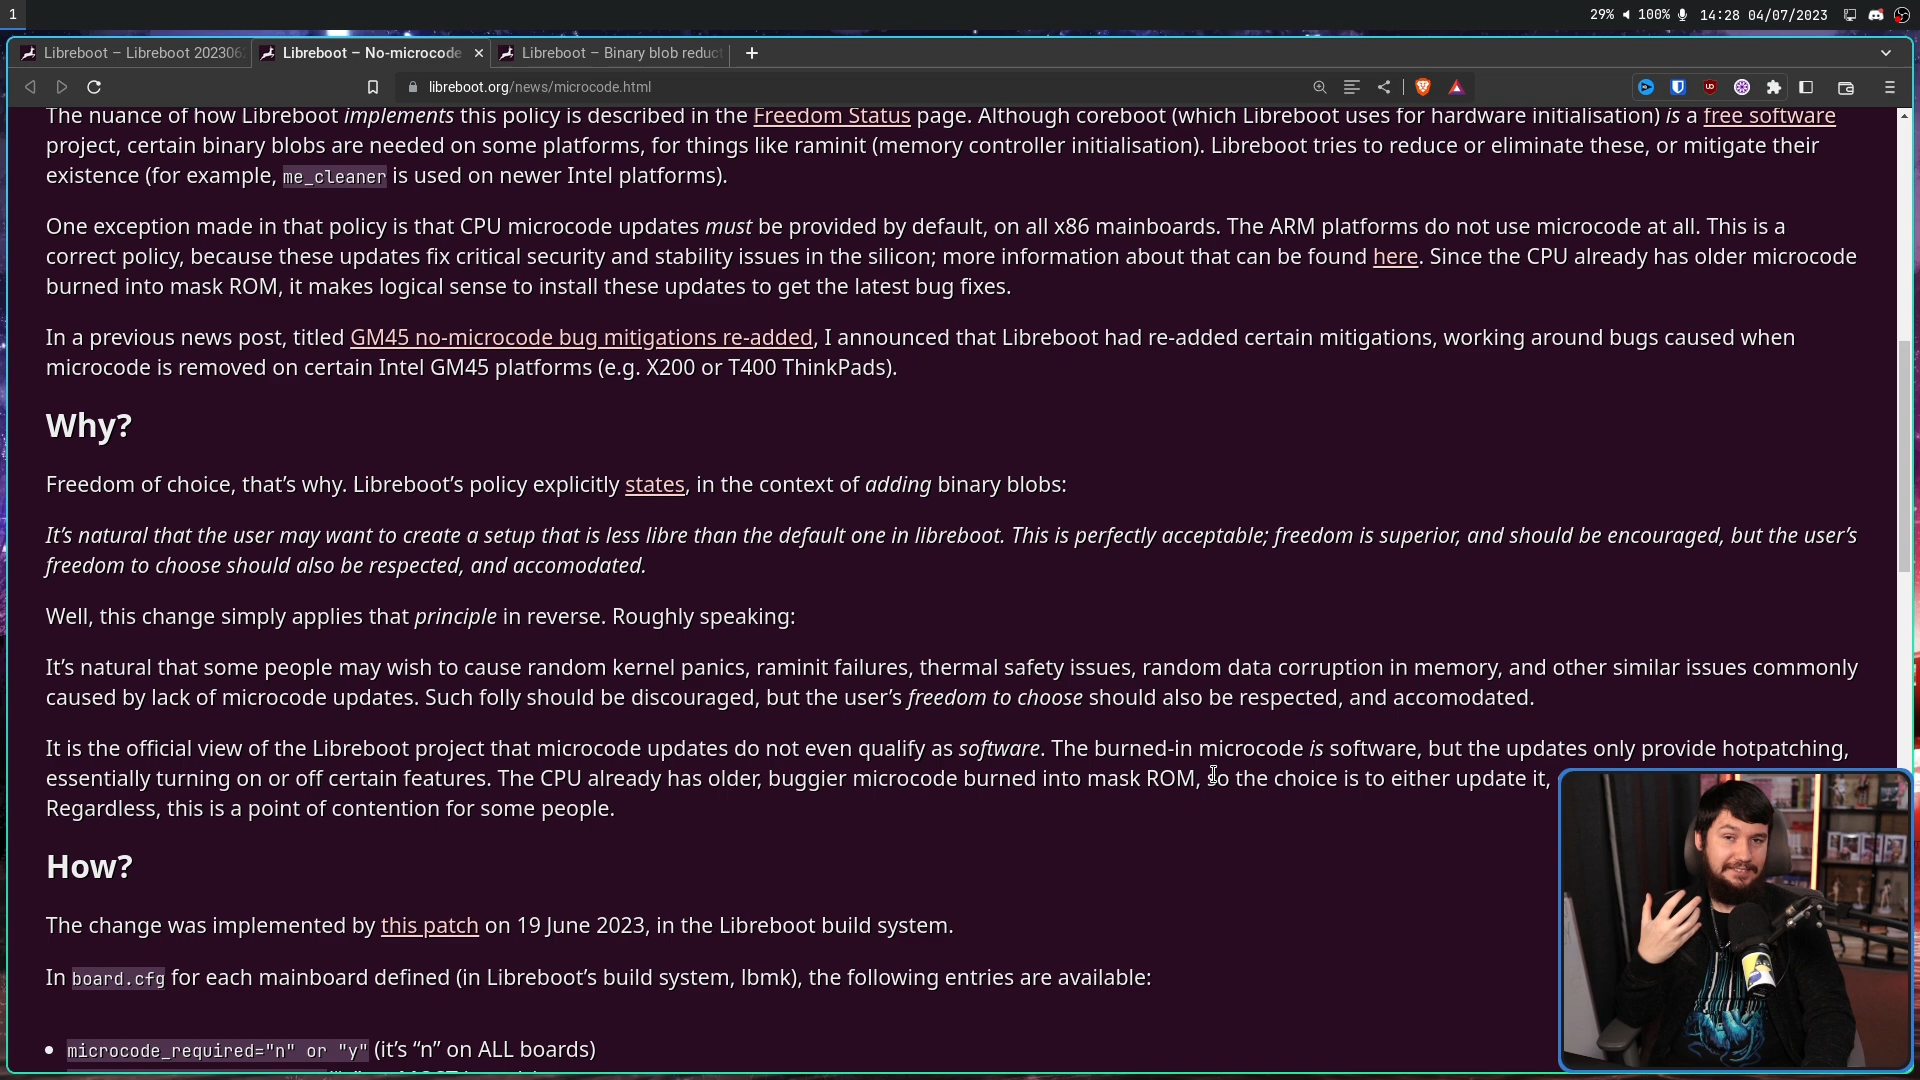 1
29% 100% 14:28 04/07/2023
Libreboot – Libreboot 202306
Libreboot – No-microcode
Libreboot – Binary blob reduct
libreboot.org/news/microcode.html
The nuance of how Libreboot implements this policy is described in the Freedom Status page. Although coreboot (which Libreboot uses for hardware initialisation) is a free software
project, certain binary blobs are needed on some platforms, for things like raminit (memory controller initialisation). Libreboot tries to reduce or eliminate these, or mitigate their
existence (for example, me_cleaner is used on newer Intel platforms).
One exception made in that policy is that CPU microcode updates must be provided by default, on all x86 mainboards. The ARM platforms do not use microcode at all. This is a
correct policy, because these updates fix critical security and stability issues in the silicon; more information about that can be found here. Since the CPU already has older microcode
burned into mask ROM, it makes logical sense to install these updates to get the latest bug fixes.
In a previous news post, titled GM45 no-microcode bug mitigations re-added, I announced that Libreboot had re-added certain mitigations, working around bugs caused when
microcode is removed on certain Intel GM45 platforms (e.g. X200 or T400 ThinkPads).
Why?
Freedom of choice, that’s why. Libreboot’s policy explicitly states, in the context of adding binary blobs:
It’s natural that the user may want to create a setup that is less libre than the default one in libreboot. This is perfectly acceptable; freedom is superior, and should be encouraged, but the user’s
freedom to choose should also be respected, and accomodated.
Well, this change simply applies that principle in reverse. Roughly speaking:
It’s natural that some people may wish to cause random kernel panics, raminit failures, thermal safety issues, random data corruption in memory, and other similar issues commonly
caused by lack of microcode updates. Such folly should be discouraged, but the user’s freedom to choose should also be respected, and accomodated.
It is the official view of the Libreboot project that microcode updates do not even qualify as software. The burned-in microcode is software, but the updates only provide hotpatching,
essentially turning on or off certain features. The CPU already has older, buggier microcode burned into mask ROM, so the choice is to either update it,
Regardless, this is a point of contention for some people.
How?
The change was implemented by this patch on 19 June 2023, in the Libreboot build system.
In board.cfg for each mainboard defined (in Libreboot’s build system, lbmk), the following entries are available:
microcode_required="n" or "y" (it’s “n” on ALL boards)